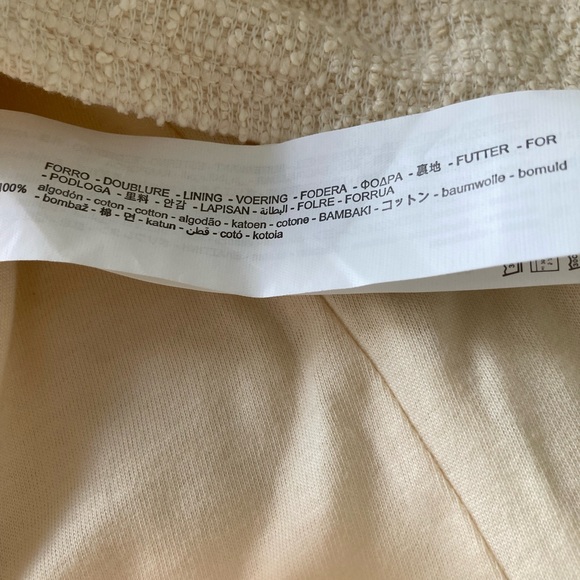 FORRO - DOUBLURE - LINING - VOERING - FODERA - ΦΟΔΡΑ - 裏地 - FUTTER - FOR
- PODLOGA - 里料 - 안감 - LAPISAN - البطانة - FOLRE - FORRUA
100% algodón - coton - cotton - algodão - katoen - cotone - BAMBAKI - コットン - baumwolle - bomuld
- bombaž - 棉 - 면 - katun - قطن - cotó - kotoia